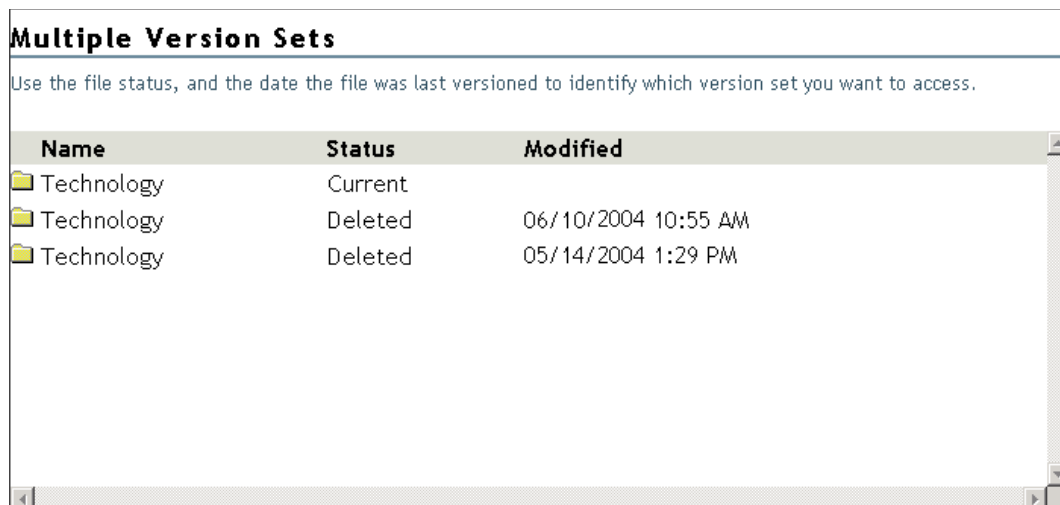 Multiple Version Sets
Use the file status, and the date the file was last versioned to identify which version set you want to access.
Name Status Modified
Technology Current
Technology Deleted 06/10/2004 10:55 AM
Technology Deleted 05/14/2004 1:29 PM